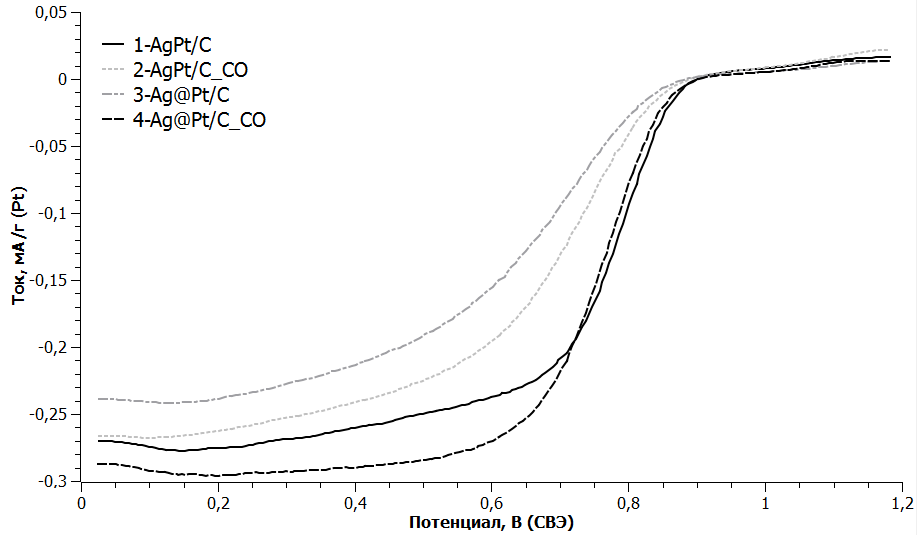 0,05
0
-0,05
-0,1
-0,15
-0,2
-0,25
-0,3
Ток, мА/г (Pt)
1-AgPt/C
2-AgPt/C_CO
3-Ag@Pt/C
4-Ag@Pt/C_CO
0 0,2 0,4 0,6 0,8 1 1,2
Потенциал, В (СВЭ)